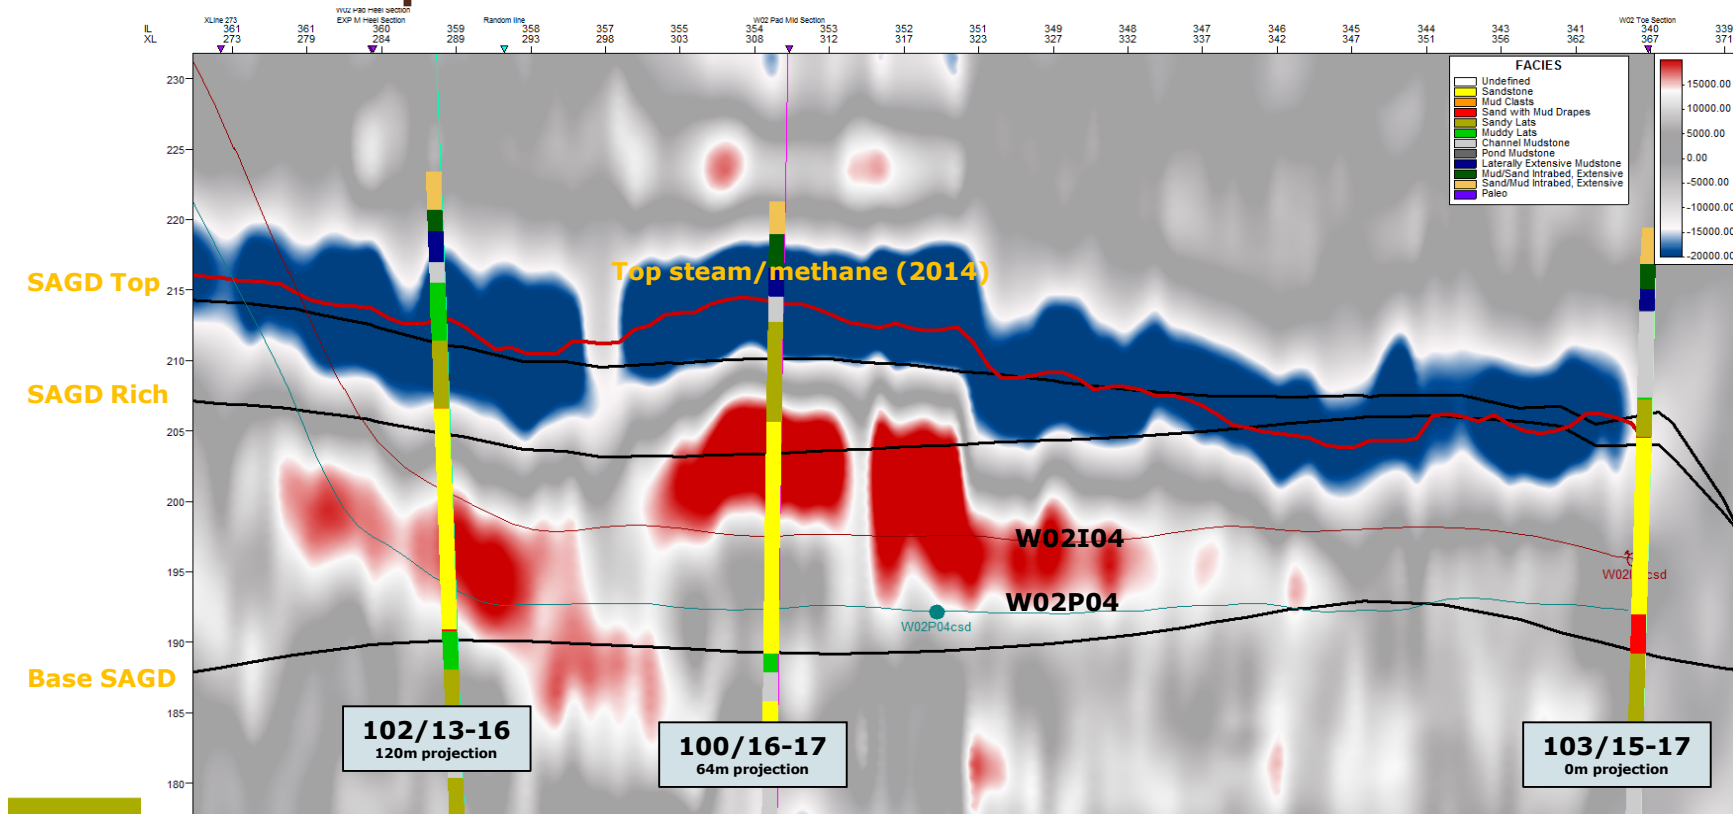 XLine 273
W02 Pad Heel Section
EXP M Heel Section
Random line
W02 Pad Mid Section
W02 Toe Section
IL 361 361 360 359 358 357 355 354 353 352 351 349 348 347 346 345 344 343 341 340 339
XL 273 279 284 289 293 298 303 308 312 317 323 327 332 337 342 347 351 356 362 367 371
FACIES
Undefined
Sandstone
Mud Clasts
Sand with Mud Drapes
Sandy Lats
Muddy Lats
Channel Mudstone
Pond Mudstone
Laterally Extensive Mudstone
Mud/Sand Intrabed, Extensive
Sand/Mud Intrabed, Extensive
Paleo
15000.00
10000.00
5000.00
0.00
-5000.00
-10000.00
-15000.00
-20000.00
230
225
220
215
210
205
200
195
190
185
180
SAGD Top
Top steam/methane (2014)
SAGD Rich
W02I04
W02P04
W02P04csd
Base SAGD
102/13-16
120m projection
100/16-17
64m projection
103/15-17
0m projection